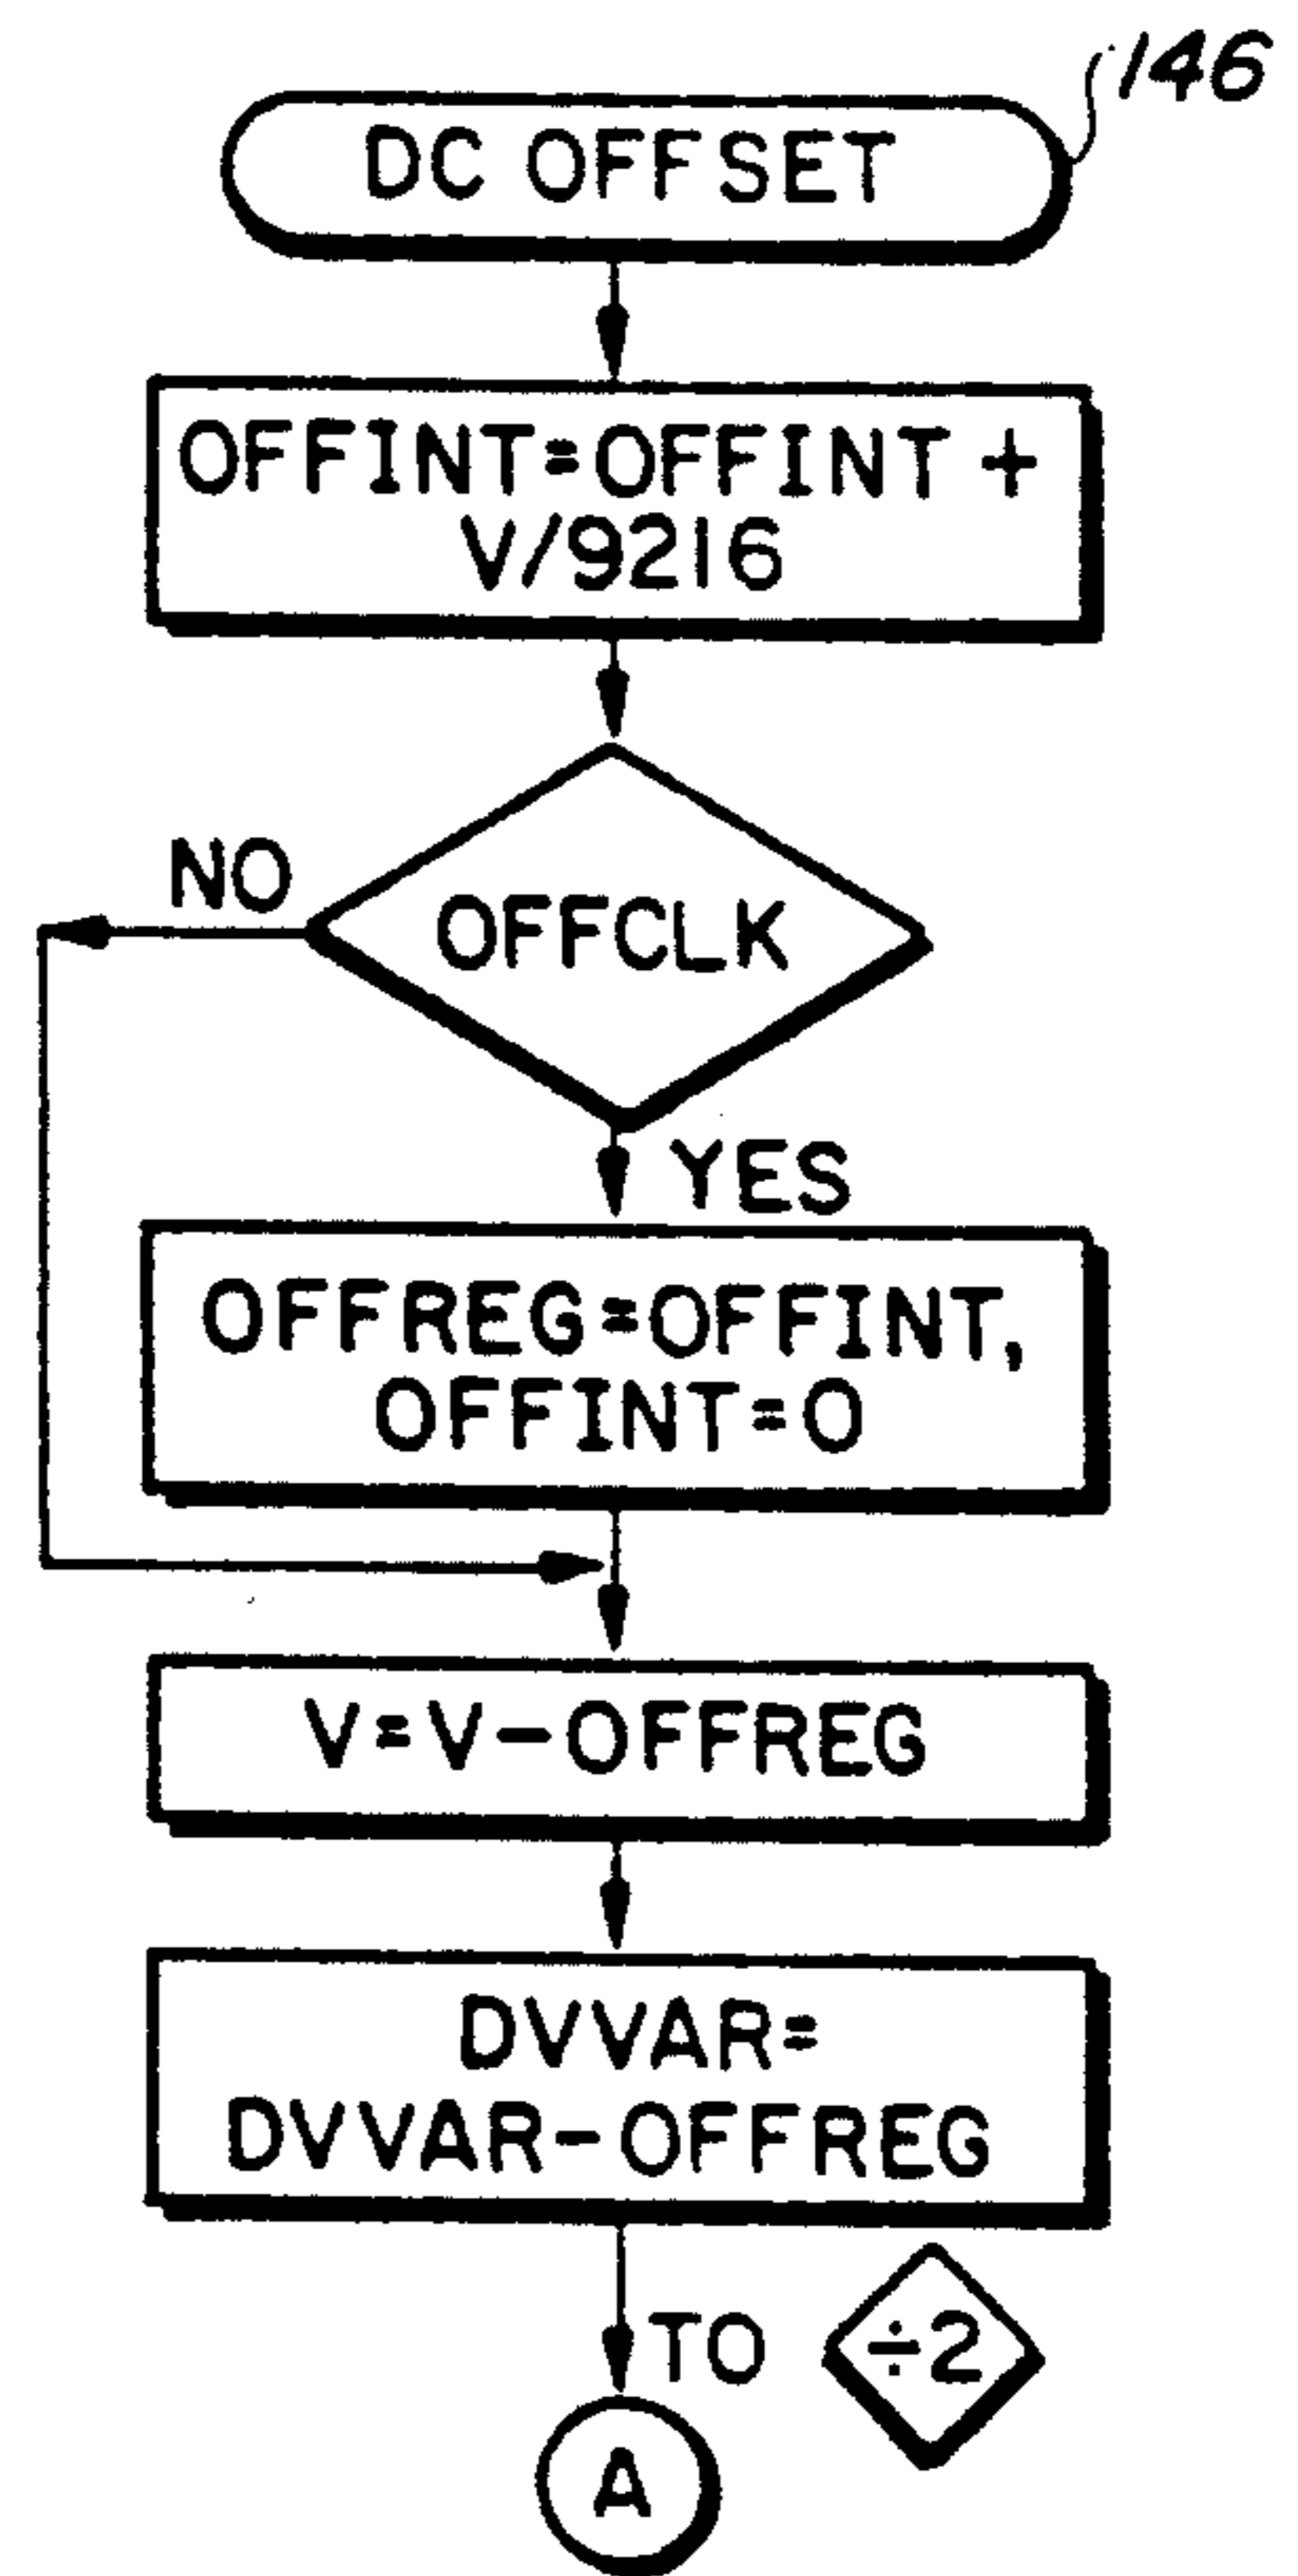 146
DC OFFSET
OFFINT=OFFINT +
V/9216
NO
OFFCLK
YES
OFFREG=OFFINT,
OFFINT=0
V=V-OFFREG
DVVAR=
DVVAR-OFFREG
TO ÷2
A